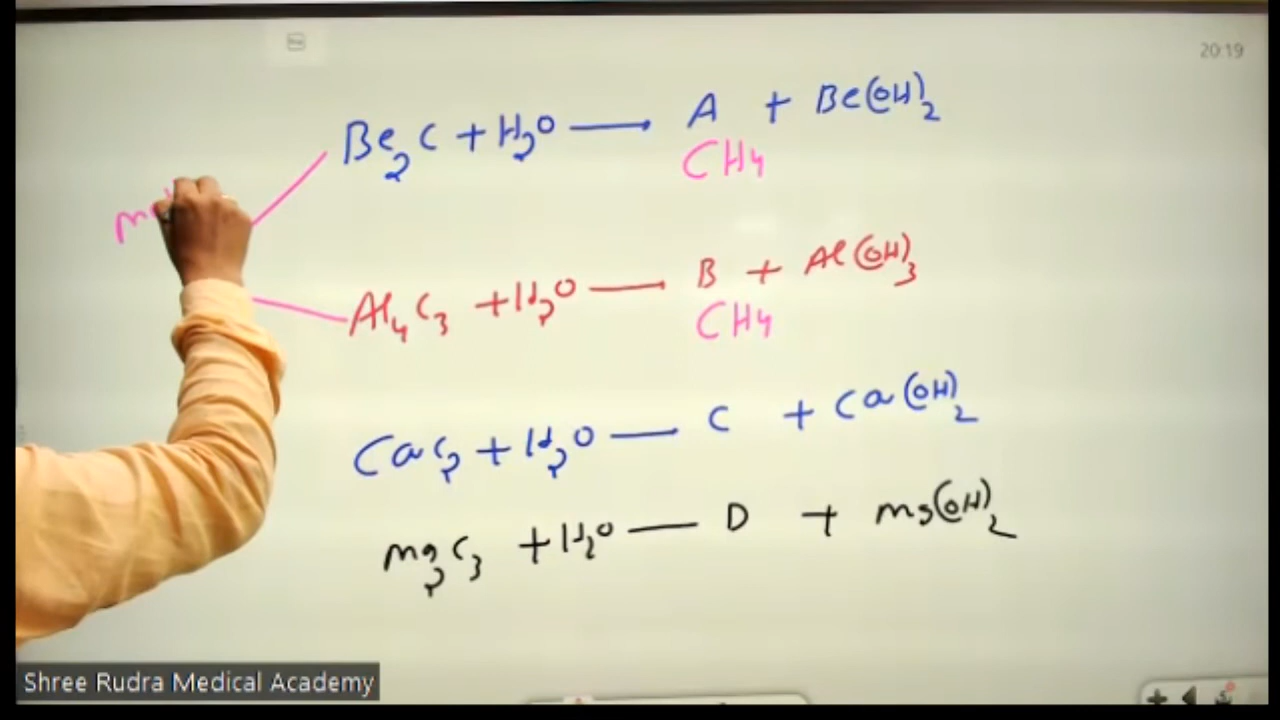 20:19
Be₂C + H₂O — A + Be(OH)₂
CH₄
Al₄C₃ + H₂O — B + Al(OH)₃
CH₄
CaC₂ + H₂O — C + Ca(OH)₂
Mg₂C₃ + H₂O — D + Mg(OH)₂
Shree Rudra Medical Academy